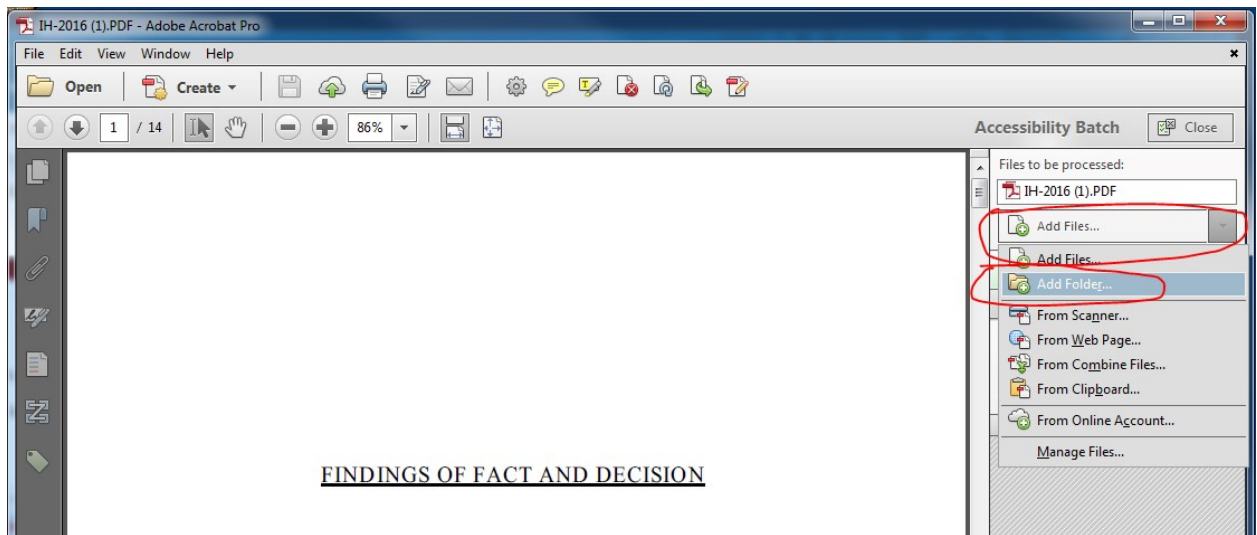 IH-2016 (1).PDF - Adobe Acrobat Pro
File Edit View Window Help
Open Create
1 / 14 86% Accessibility Batch Close
Files to be processed:
IH-2016 (1).PDF
Add Files...
Add Files...
Add Folder...
From Scanner...
From Web Page...
From Combine Files...
From Clipboard...
From Online Account...
Manage Files...
FINDINGS OF FACT AND DECISION